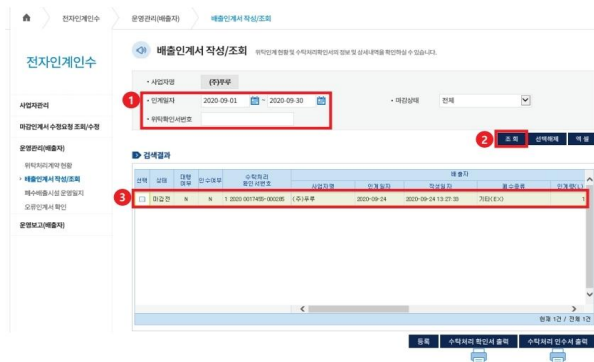 전자인계인수 운영관리(배출자) 배출인계서 작성/조회
전자인계인수
배출인계서 작성/조회 위탁인계 현황 및 수탁처리확인서의 정보 및 상세내역을 확인하실 수 있습니다.
• 사업자명 (주)푸푸
1 • 인계일자 2020-09-01 ~ 2020-09-30 • 마감상태 전체
• 위탁확인서번호
사업자관리
마감인계서 수정요청 조회/수정
운영관리(배출자)
위탁처리계약 현황
• 배출인계서 작성/조회
폐수배출시설 운영일지
오류인계서 확인
운영보고(배출자)
2 조회 선택해제 엑셀
검색결과
배출자
선택 상태 대행여부 인수여부 수탁처리확인서번호 사업자명 인계일자 작성일자 폐수종류 인계량(L)
3 마감전 N N 1 2020 0017455-000285 (주)푸푸 2020-09-24 2020-09-24 13:27:33 기타(EX) 1
현재 1건 / 전체 1건
등록 수탁처리 확인서 출력 수탁처리 인수서 출력